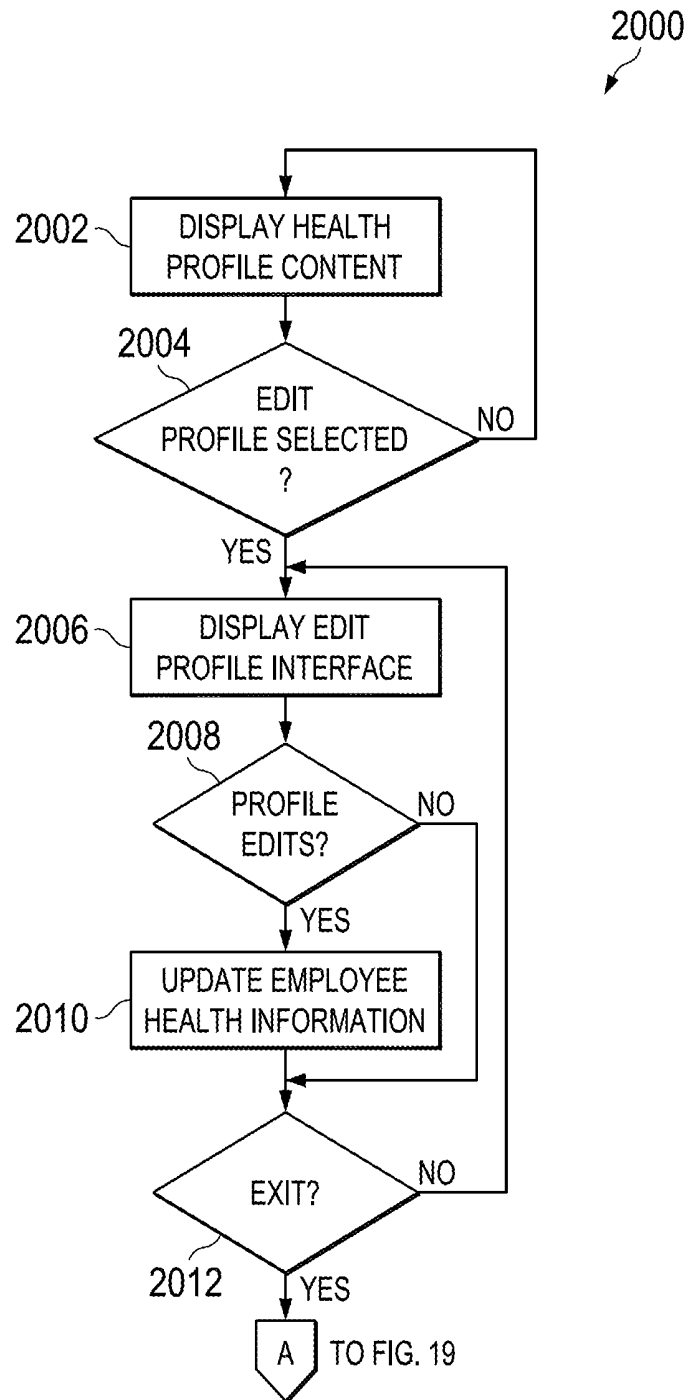 2000
2002
DISPLAY HEALTH
PROFILE CONTENT
2004
EDIT
PROFILE SELECTED
?
NO
YES
2006
DISPLAY EDIT
PROFILE INTERFACE
2008
PROFILE
EDITS?
NO
YES
2010
UPDATE EMPLOYEE
HEALTH INFORMATION
EXIT?
NO
2012
YES
A TO FIG. 19